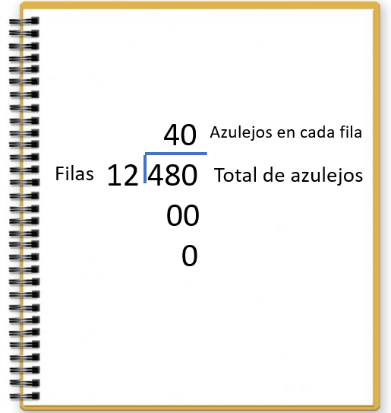 40 Azulejos en cada fila
Filas 12 480 Total de azulejos
00
0